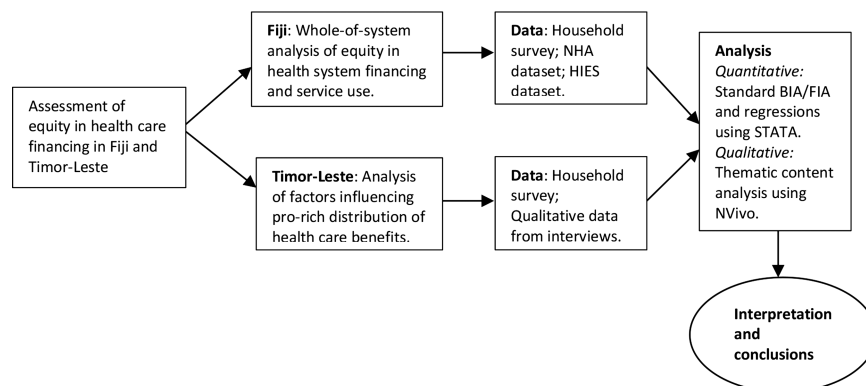 Assessment of
equity in health care
financing in Fiji and
Timor-Leste
Fiji: Whole-of-system
analysis of equity in
health system financing
and service use.
Data: Household
survey; NHA
dataset; HIES
dataset.
Timor-Leste: Analysis
of factors influencing
pro-rich distribution of
health care benefits.
Data: Household
survey;
Qualitative data
from interviews.
Analysis
Quantitative:
Standard BIA/FIA
and regressions
using STATA.
Qualitative:
Thematic content
analysis using
NVivo.
Interpretation
and
conclusions